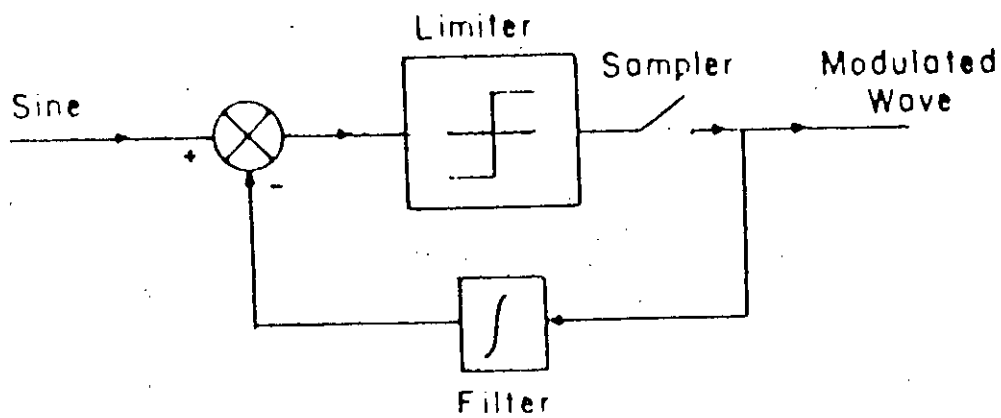 Limiter
Sampler
Modulated
Wave
Sine
+
-
Filter